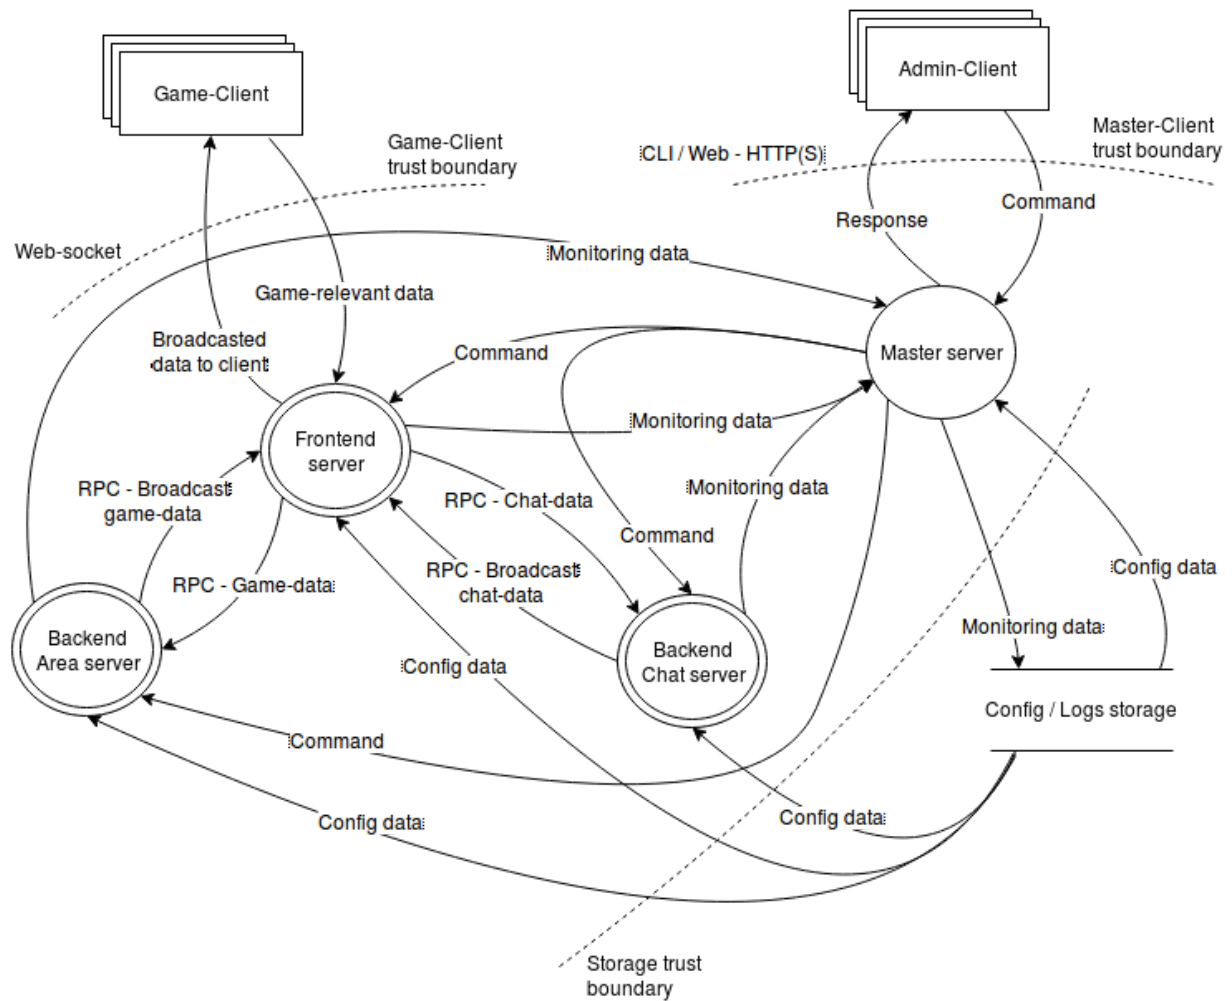 Admin-Client
Game-Client
Master-Client
trust boundary
Game-Client
trust boundary
CLI / Web - HTTP(S)
Command
Response
Web-socket
Monitoring data
Game-relevant data
Broadcasted
data to client
Command
Master server
Monitoring data
Frontend
server
RPC - Broadcast
game-data
RPC - Chat-data
Monitoring data
Command
RPC - Broadcast
chat-data
Config data
RPC - Game-data
Monitoring data
Backend
Area server
Backend
Chat server
Config data
Config / Logs storage
Command
Config data
Config data
Storage trust
boundary